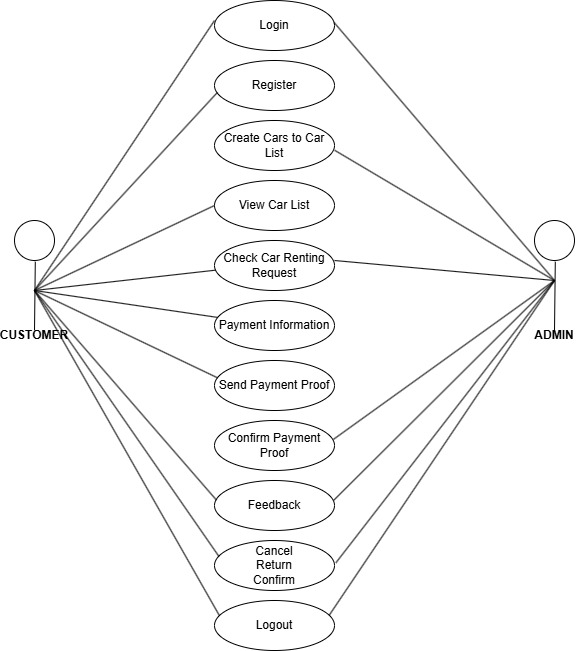 Login
Register
Create Cars to Car
List
View Car List
Check Car Renting
Request
Payment Information
CUSTOMER
ADMIN
Send Payment Proof
Confirm Payment
Proof
Feedback
Cancel
Return
Confirm
Logout